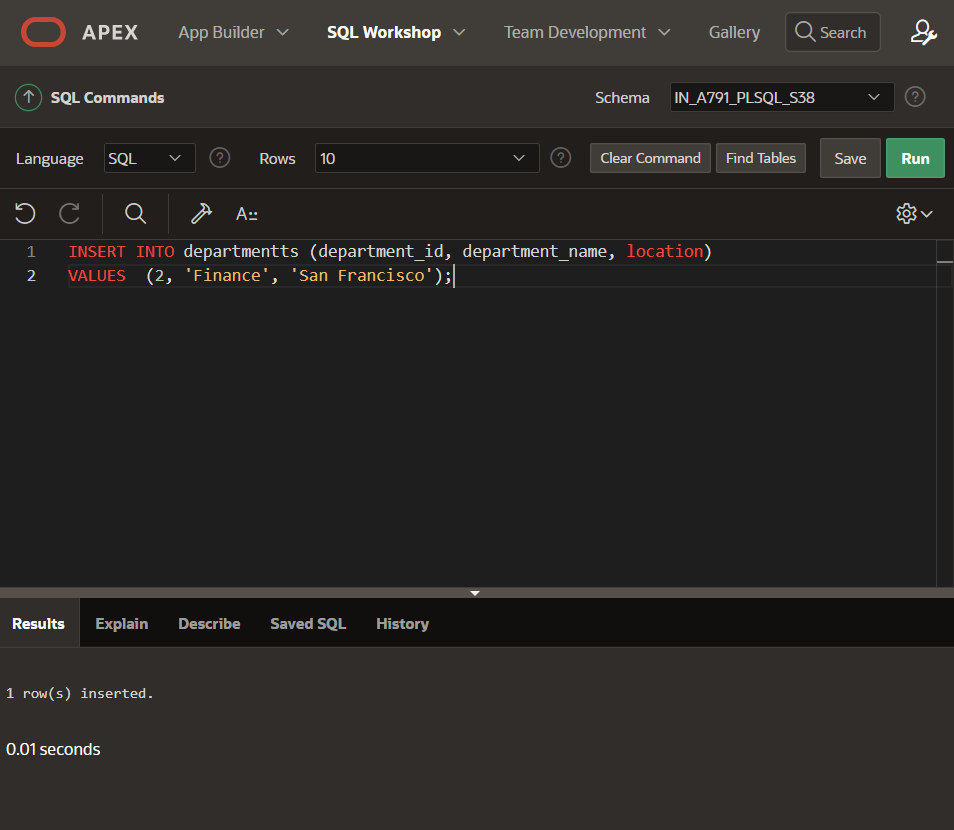 APEX App Builder SQL Workshop Team Development Gallery Search
SQL Commands Schema IN_A791_PLSQL_S38 ?
Language SQL ? Rows 10 ? Clear Command Find Tables Save Run
A::
1 INSERT INTO departmentts (department_id, department_name, location)
2 VALUES  (2, 'Finance', 'San Francisco');
Results Explain Describe Saved SQL History
1 row(s) inserted.
0.01 seconds